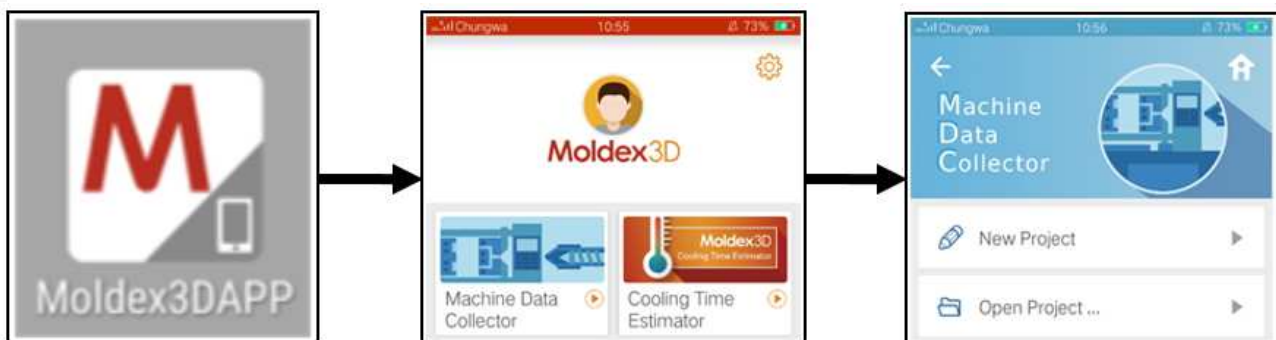 M
Moldex3DAPP
Chungwa 10:55 73%
Moldex3D
Moldex3D
Cooling Time Estimator
Machine Data
Collector
Cooling Time
Estimator
Chungwa 10:56 73%
Machine
Data
Collector
New Project
Open Project ...